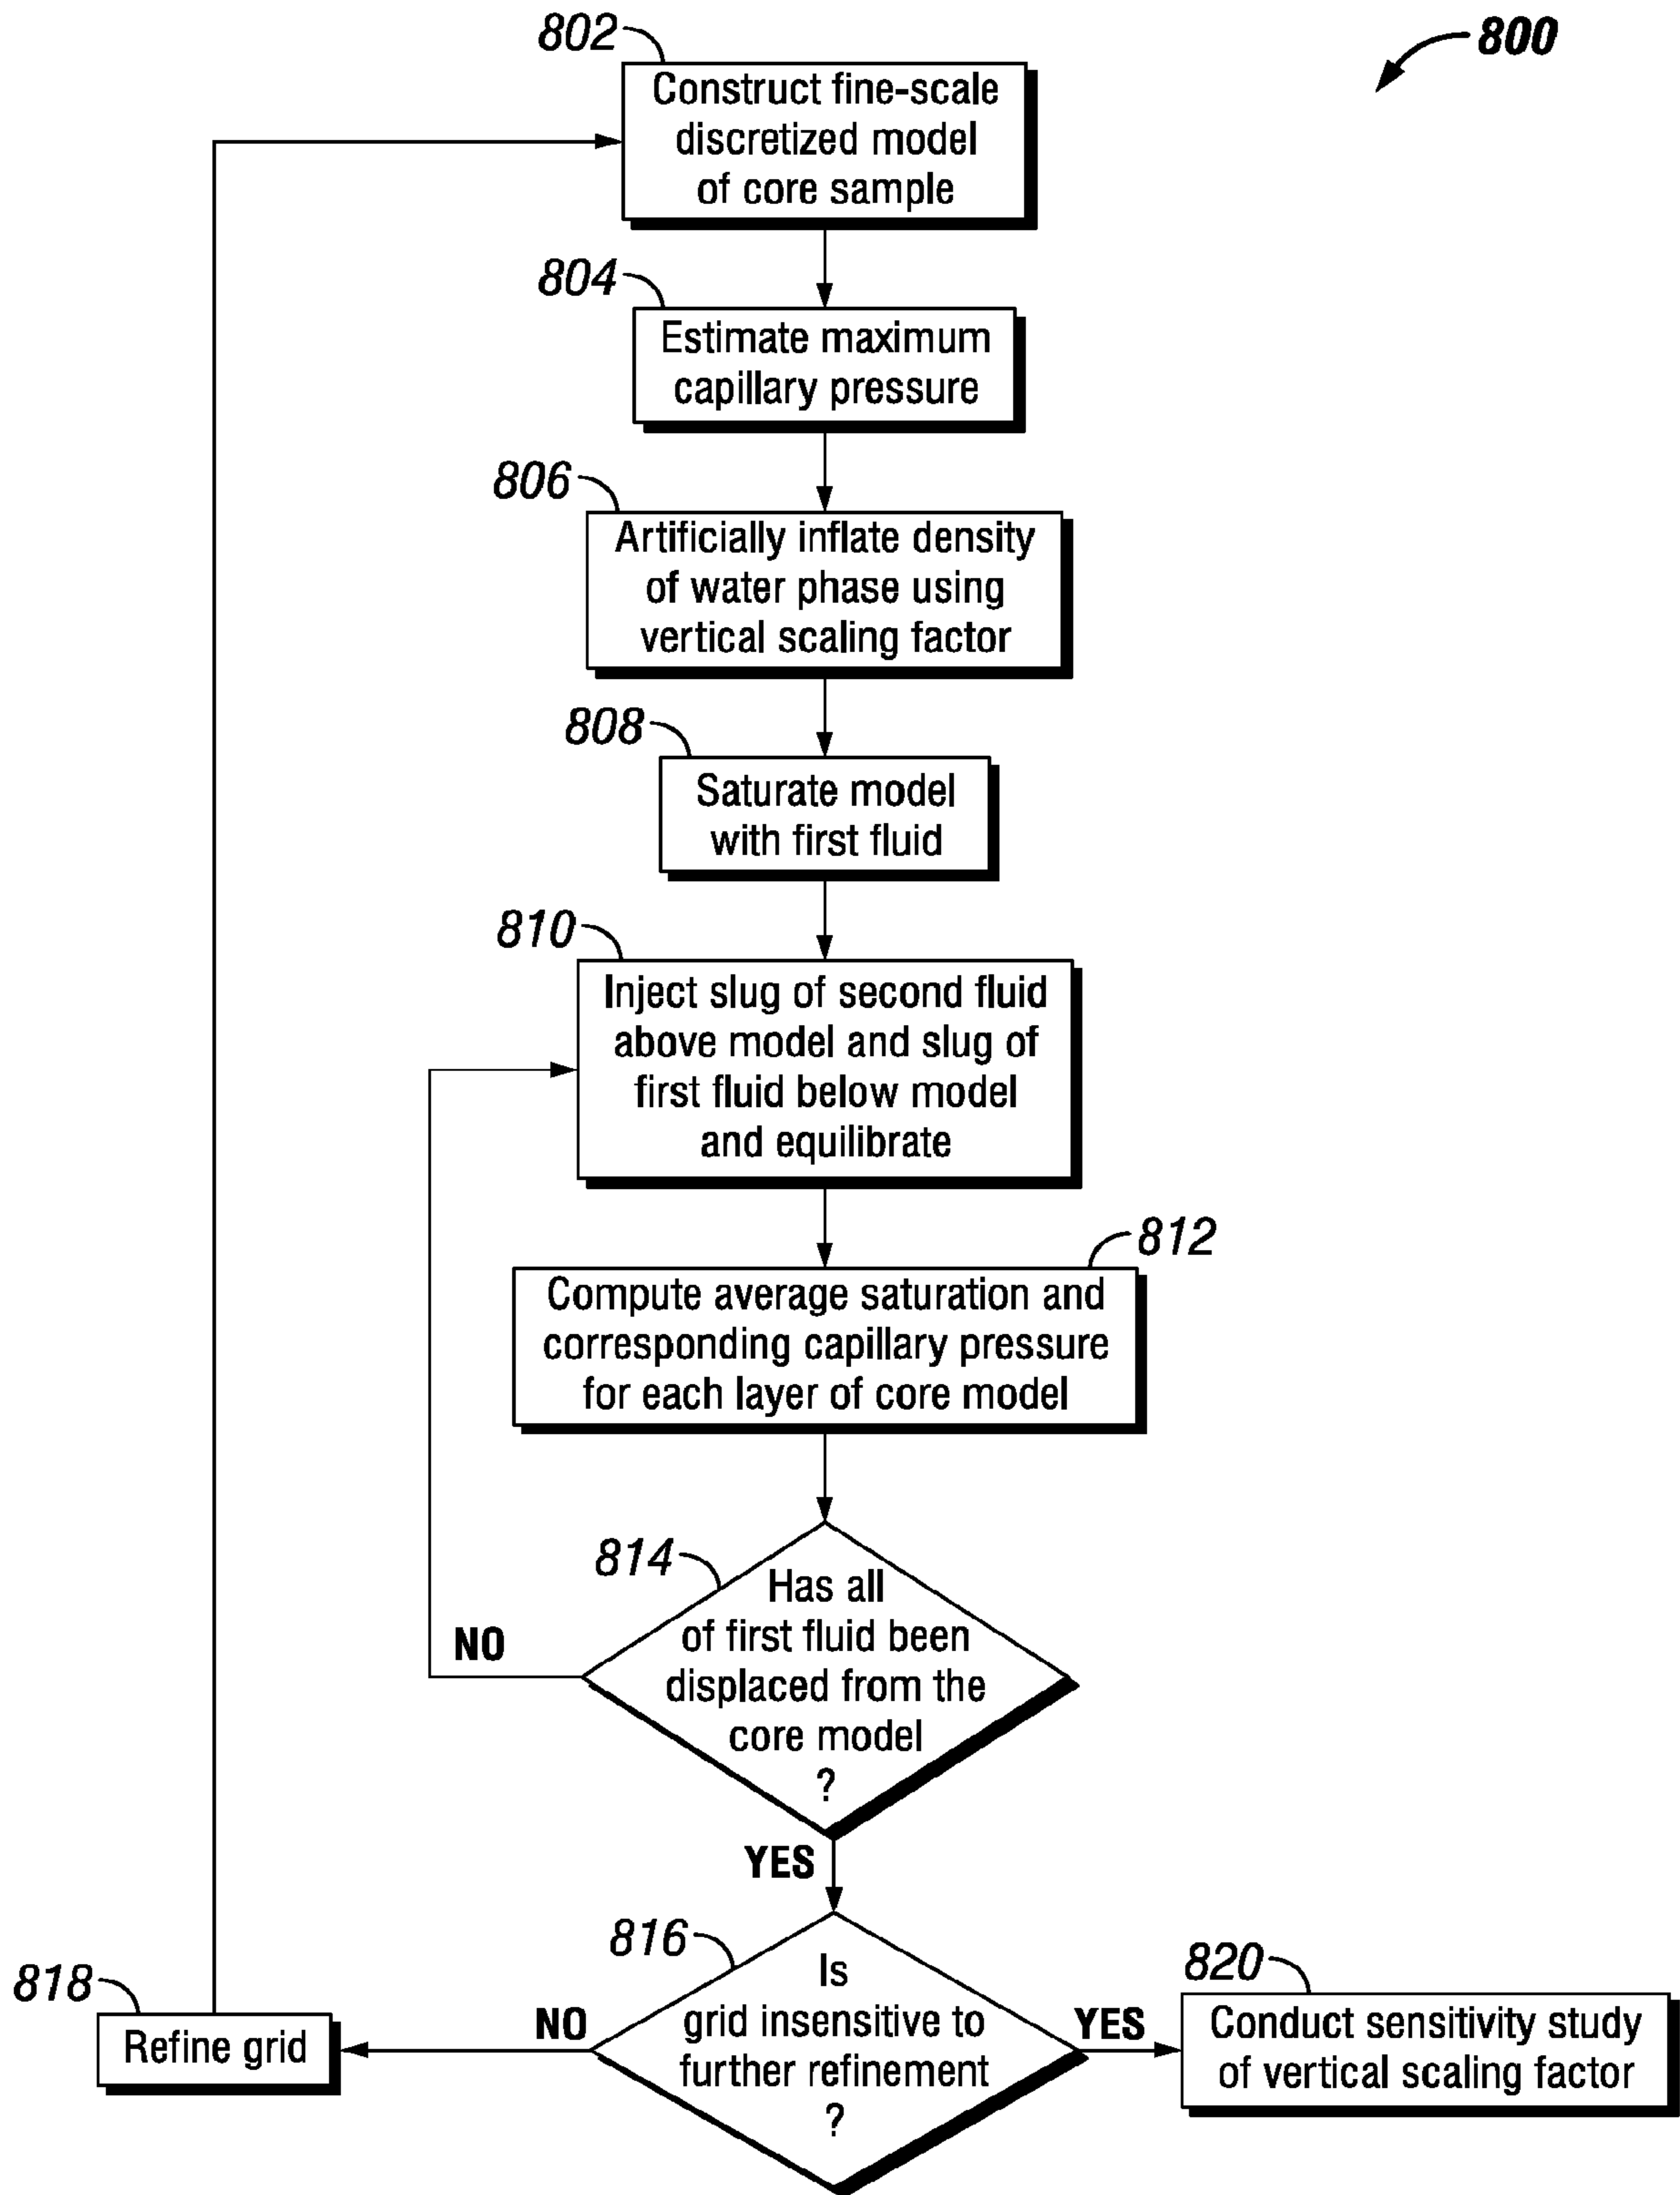 800
802
Construct fine-scale
discretized model
of core sample
804
Estimate maximum
capillary pressure
806
Artificially inflate density
of water phase using
vertical scaling factor
808
Saturate model
with first fluid
810
Inject slug of second fluid
above model and slug of
first fluid below model
and equilibrate
812
Compute average saturation and
corresponding capillary pressure
for each layer of core model
814
Has all
of first fluid been
displaced from the
core model
?
NO
YES
816
Is
grid insensitive to
further refinement
?
NO
YES
818
Refine grid
820
Conduct sensitivity study
of vertical scaling factor